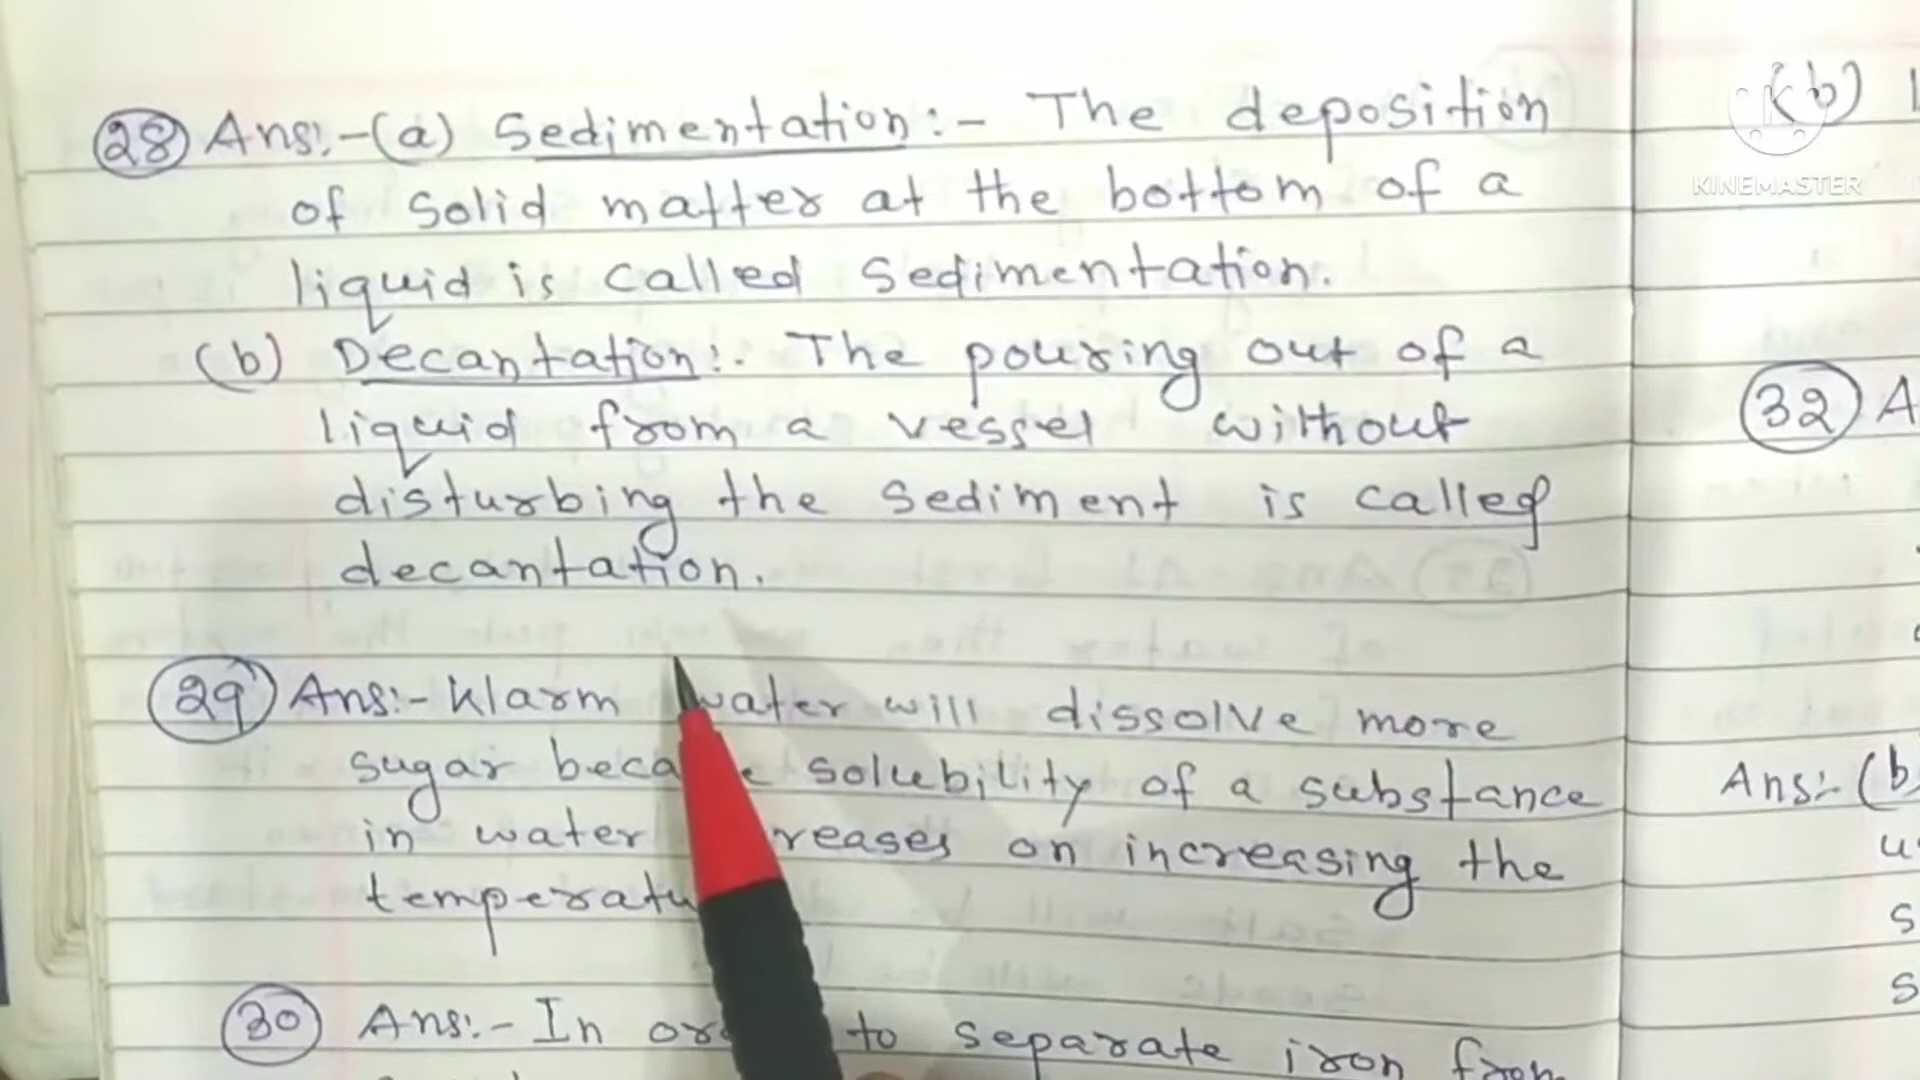 28 Ans:-(a) Sedimentation:- The deposition
of solid matter at the bottom of a
liquid is called sedimentation.
(b) Decantation:- The pouring out of a
liquid from a vessel without
disturbing the sediment is called
decantation.
29 Ans:- Warm water will dissolve more
sugar solubility of a substance
in water on increasing the
30 Ans:- In to separate iron from
(b)
KINEMASTER
32 A
Ans:- (b)